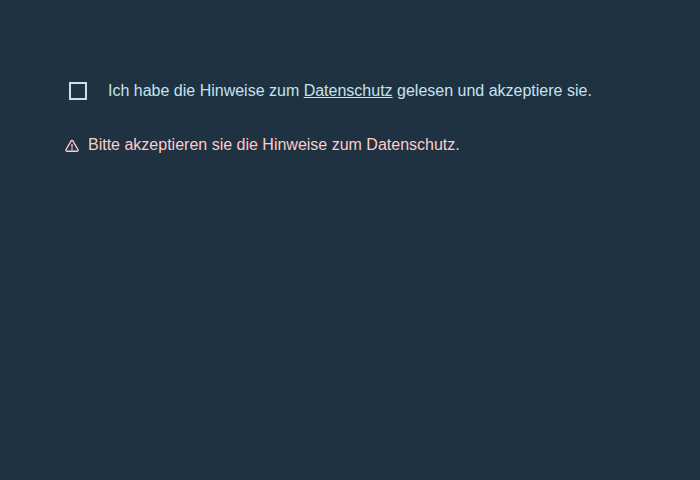 Ich habe die Hinweise zum Datenschutz gelesen und akzeptiere sie.
Bitte akzeptieren sie die Hinweise zum Datenschutz.